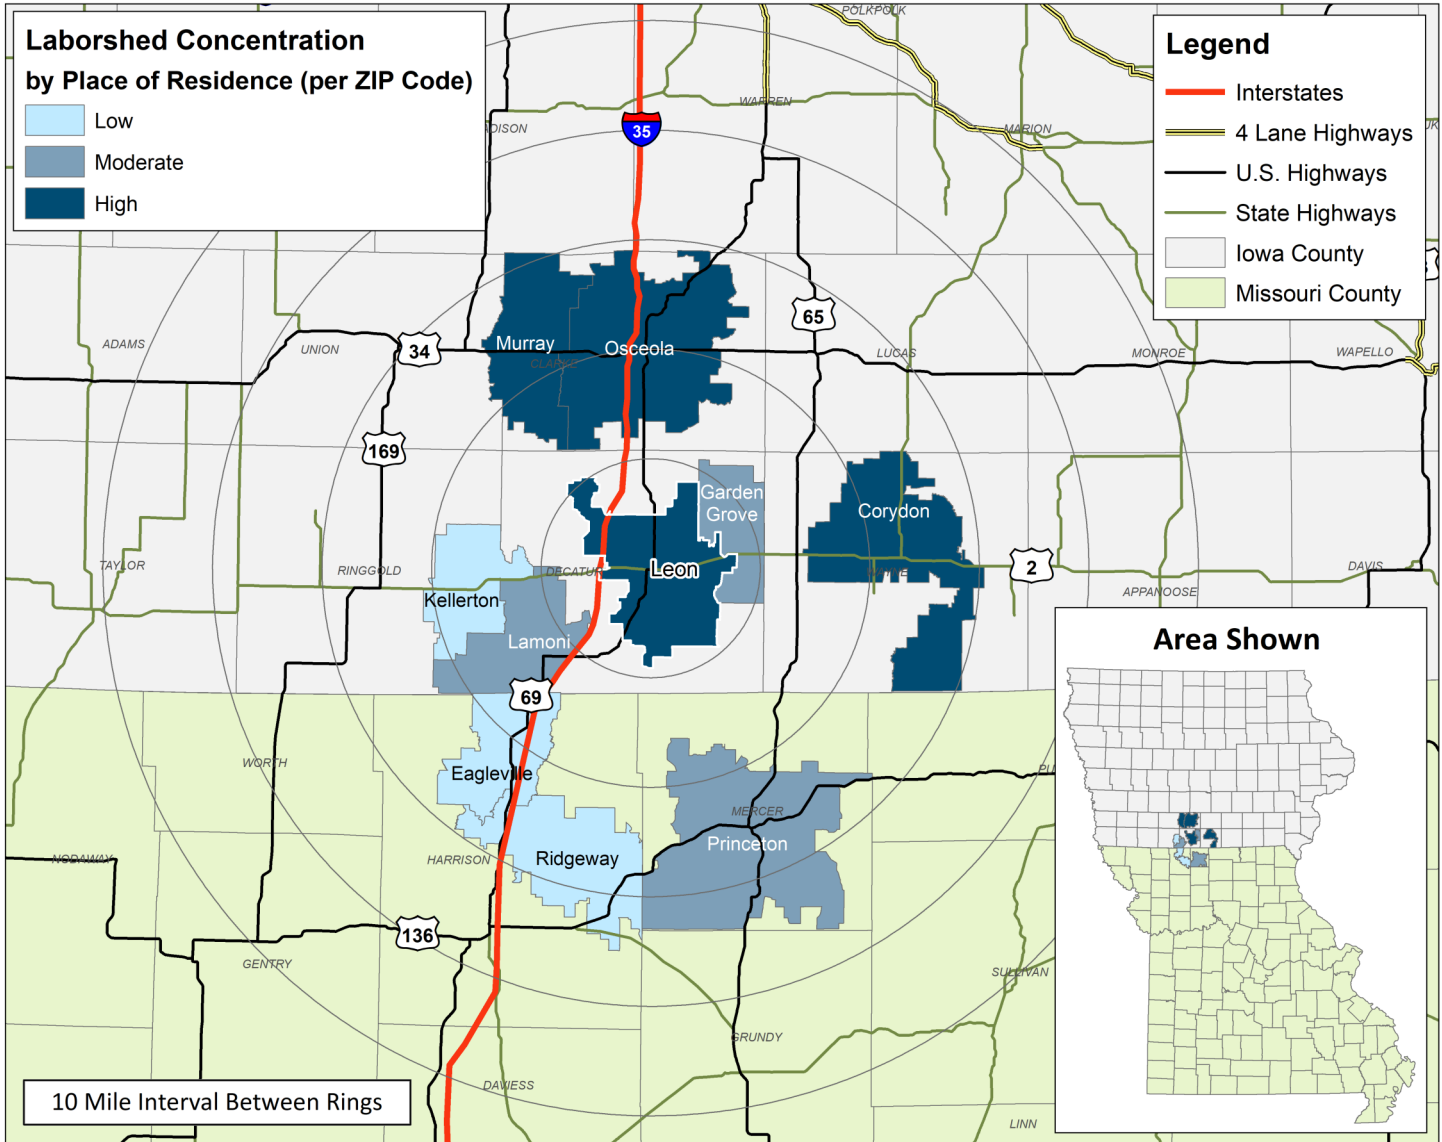 Laborshed Concentration
by Place of Residence (per ZIP Code)
Low
Moderate
High
Legend
Interstates
4 Lane Highways
U.S. Highways
State Highways
Iowa County
Missouri County
POLK
POLK
WARREN
MARION
35
ADAMS
UNION
34
Murray
Osceola
CLARKE
65
LUCAS
MONROE
WAPELLO
169
Garden
Grove
Corydon
TAYLOR
RINGGOLD
DECATUR
Leon
2
DAVIS
APPANOOSE
Kellerton
Lamoni
69
WORTH
Eagleville
MERCER
Princeton
NODAWAY
HARRISON
Ridgeway
136
GENTRY
SULLIVAN
GRUNDY
DAVIESS
LINN
Area Shown
10 Mile Interval Between Rings